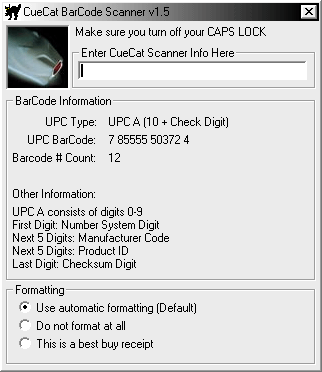 CueCat BarCode Scanner v1.5
Make sure you turn off your CAPS LOCK
Enter CueCat Scanner Info Here
BarCode Information
UPC Type: UPC A (10 + Check Digit)
UPC BarCode: 7 85555 50372 4
Barcode # Count: 12
Other Information:
UPC A consists of digits 0-9
First Digit: Number System Digit
Next 5 Digits: Manufacturer Code
Next 5 Digits: Product ID
Last Digit: Checksum Digit
Formatting
Use automatic formatting (Default)
Do not format at all
This is a best buy receipt